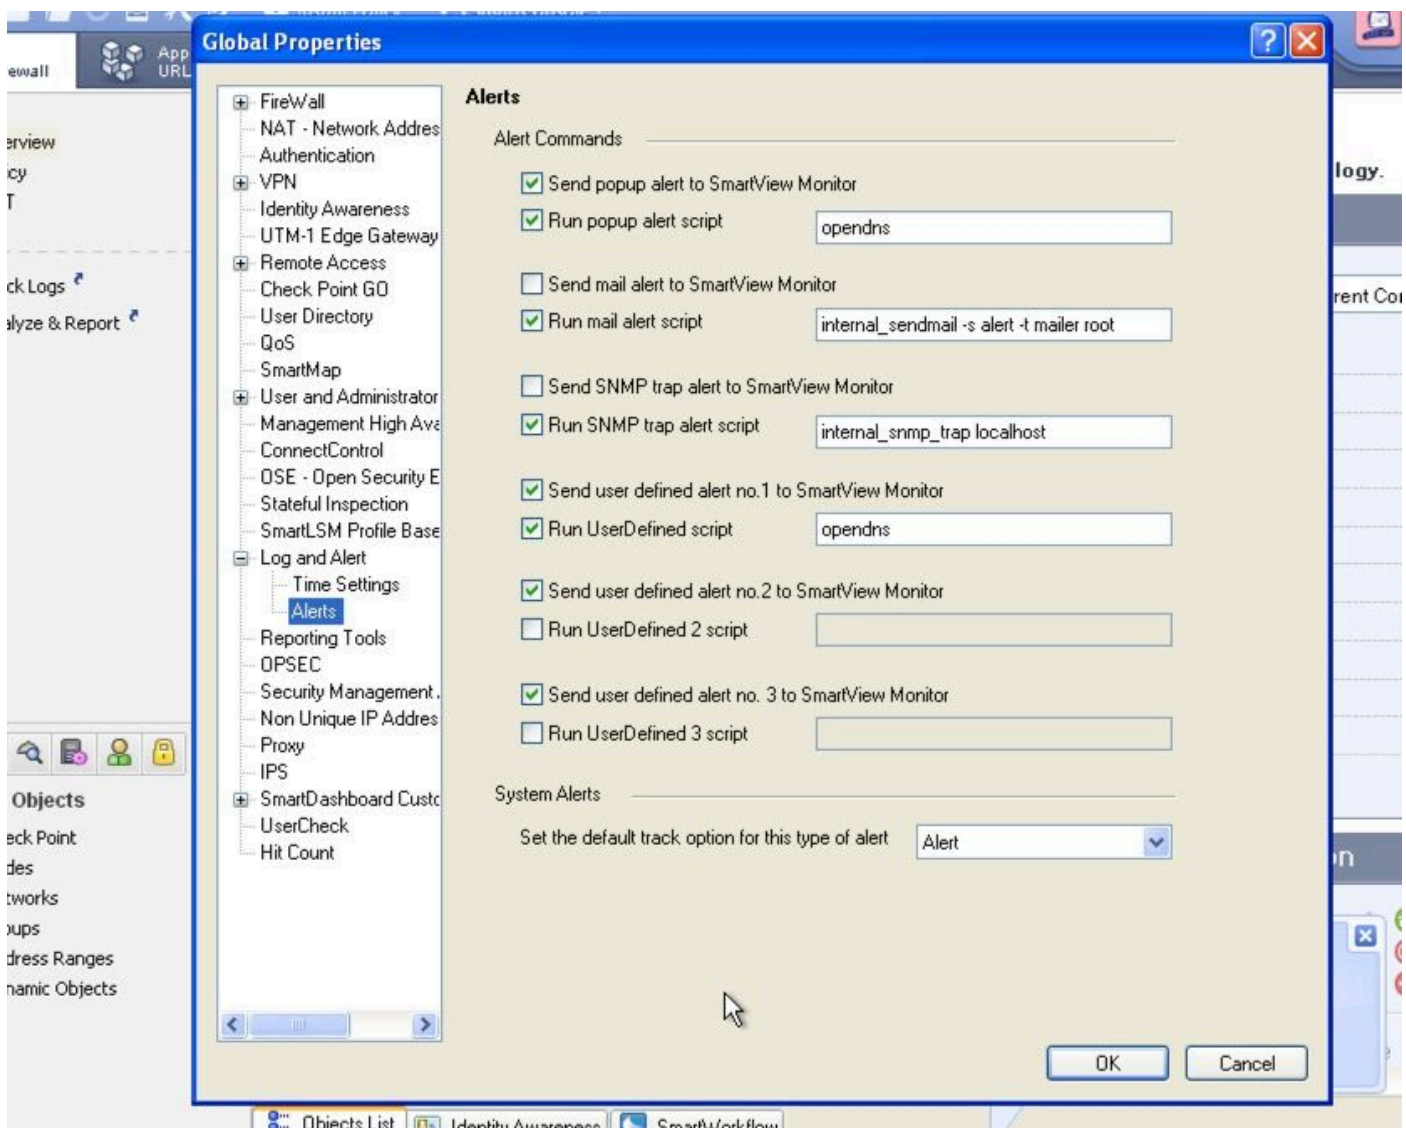 Global Properties
App
URL
ewall
erview
cy
T
ck Logs
alyze & Report
Objects
eck Point
des
tworks
oups
dress Ranges
namic Objects
FireWall
NAT - Network Addres
Authentication
VPN
Identity Awareness
UTM-1 Edge Gateway
Remote Access
Check Point GO
User Directory
QoS
SmartMap
User and Administrator
Management High Ava
ConnectControl
OSE - Open Security E
Stateful Inspection
SmartLSM Profile Base
Log and Alert
Time Settings
Alerts
Reporting Tools
OPSEC
Security Management
Non Unique IP Addres
Proxy
IPS
SmartDashboard Custo
UserCheck
Hit Count
Alerts
Alert Commands
Send popup alert to SmartView Monitor
Run popup alert script opendns
Send mail alert to SmartView Monitor
Run mail alert script internal_sendmail -s alert -t mailer root
Send SNMP trap alert to SmartView Monitor
Run SNMP trap alert script internal_snmp_trap localhost
Send user defined alert no.1 to SmartView Monitor
Run UserDefined script opendns
Send user defined alert no.2 to SmartView Monitor
Run UserDefined 2 script
Send user defined alert no. 3 to SmartView Monitor
Run UserDefined 3 script
System Alerts
Set the default track option for this type of alert Alert
OK Cancel
logy.
rent Cor
on
Objects List Identity Awareness SmartWorkflow